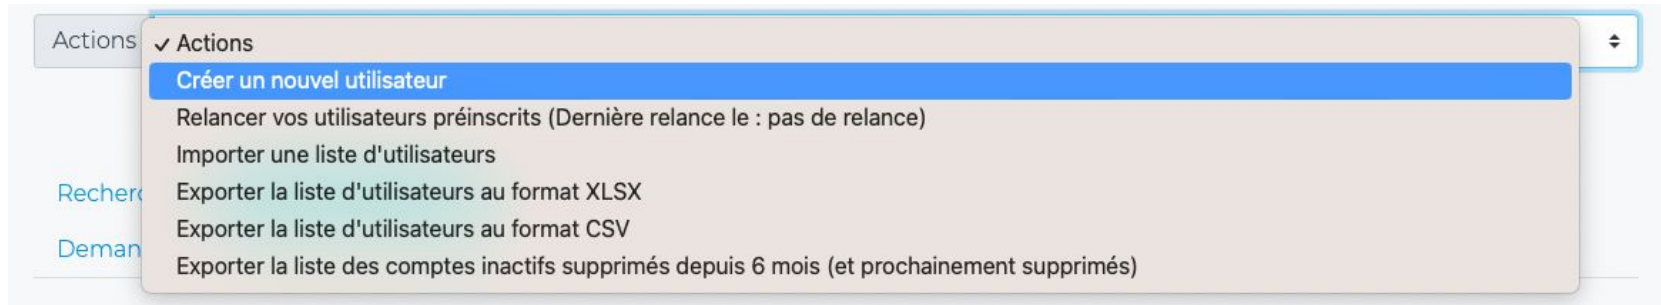 Actions
✓ Actions
Créer un nouvel utilisateur
Relancer vos utilisateurs préinscrits (Dernière relance le : pas de relance)
Importer une liste d'utilisateurs
Recherc
Exporter la liste d'utilisateurs au format XLSX
Exporter la liste d'utilisateurs au format CSV
Deman
Exporter la liste des comptes inactifs supprimés depuis 6 mois (et prochainement supprimés)